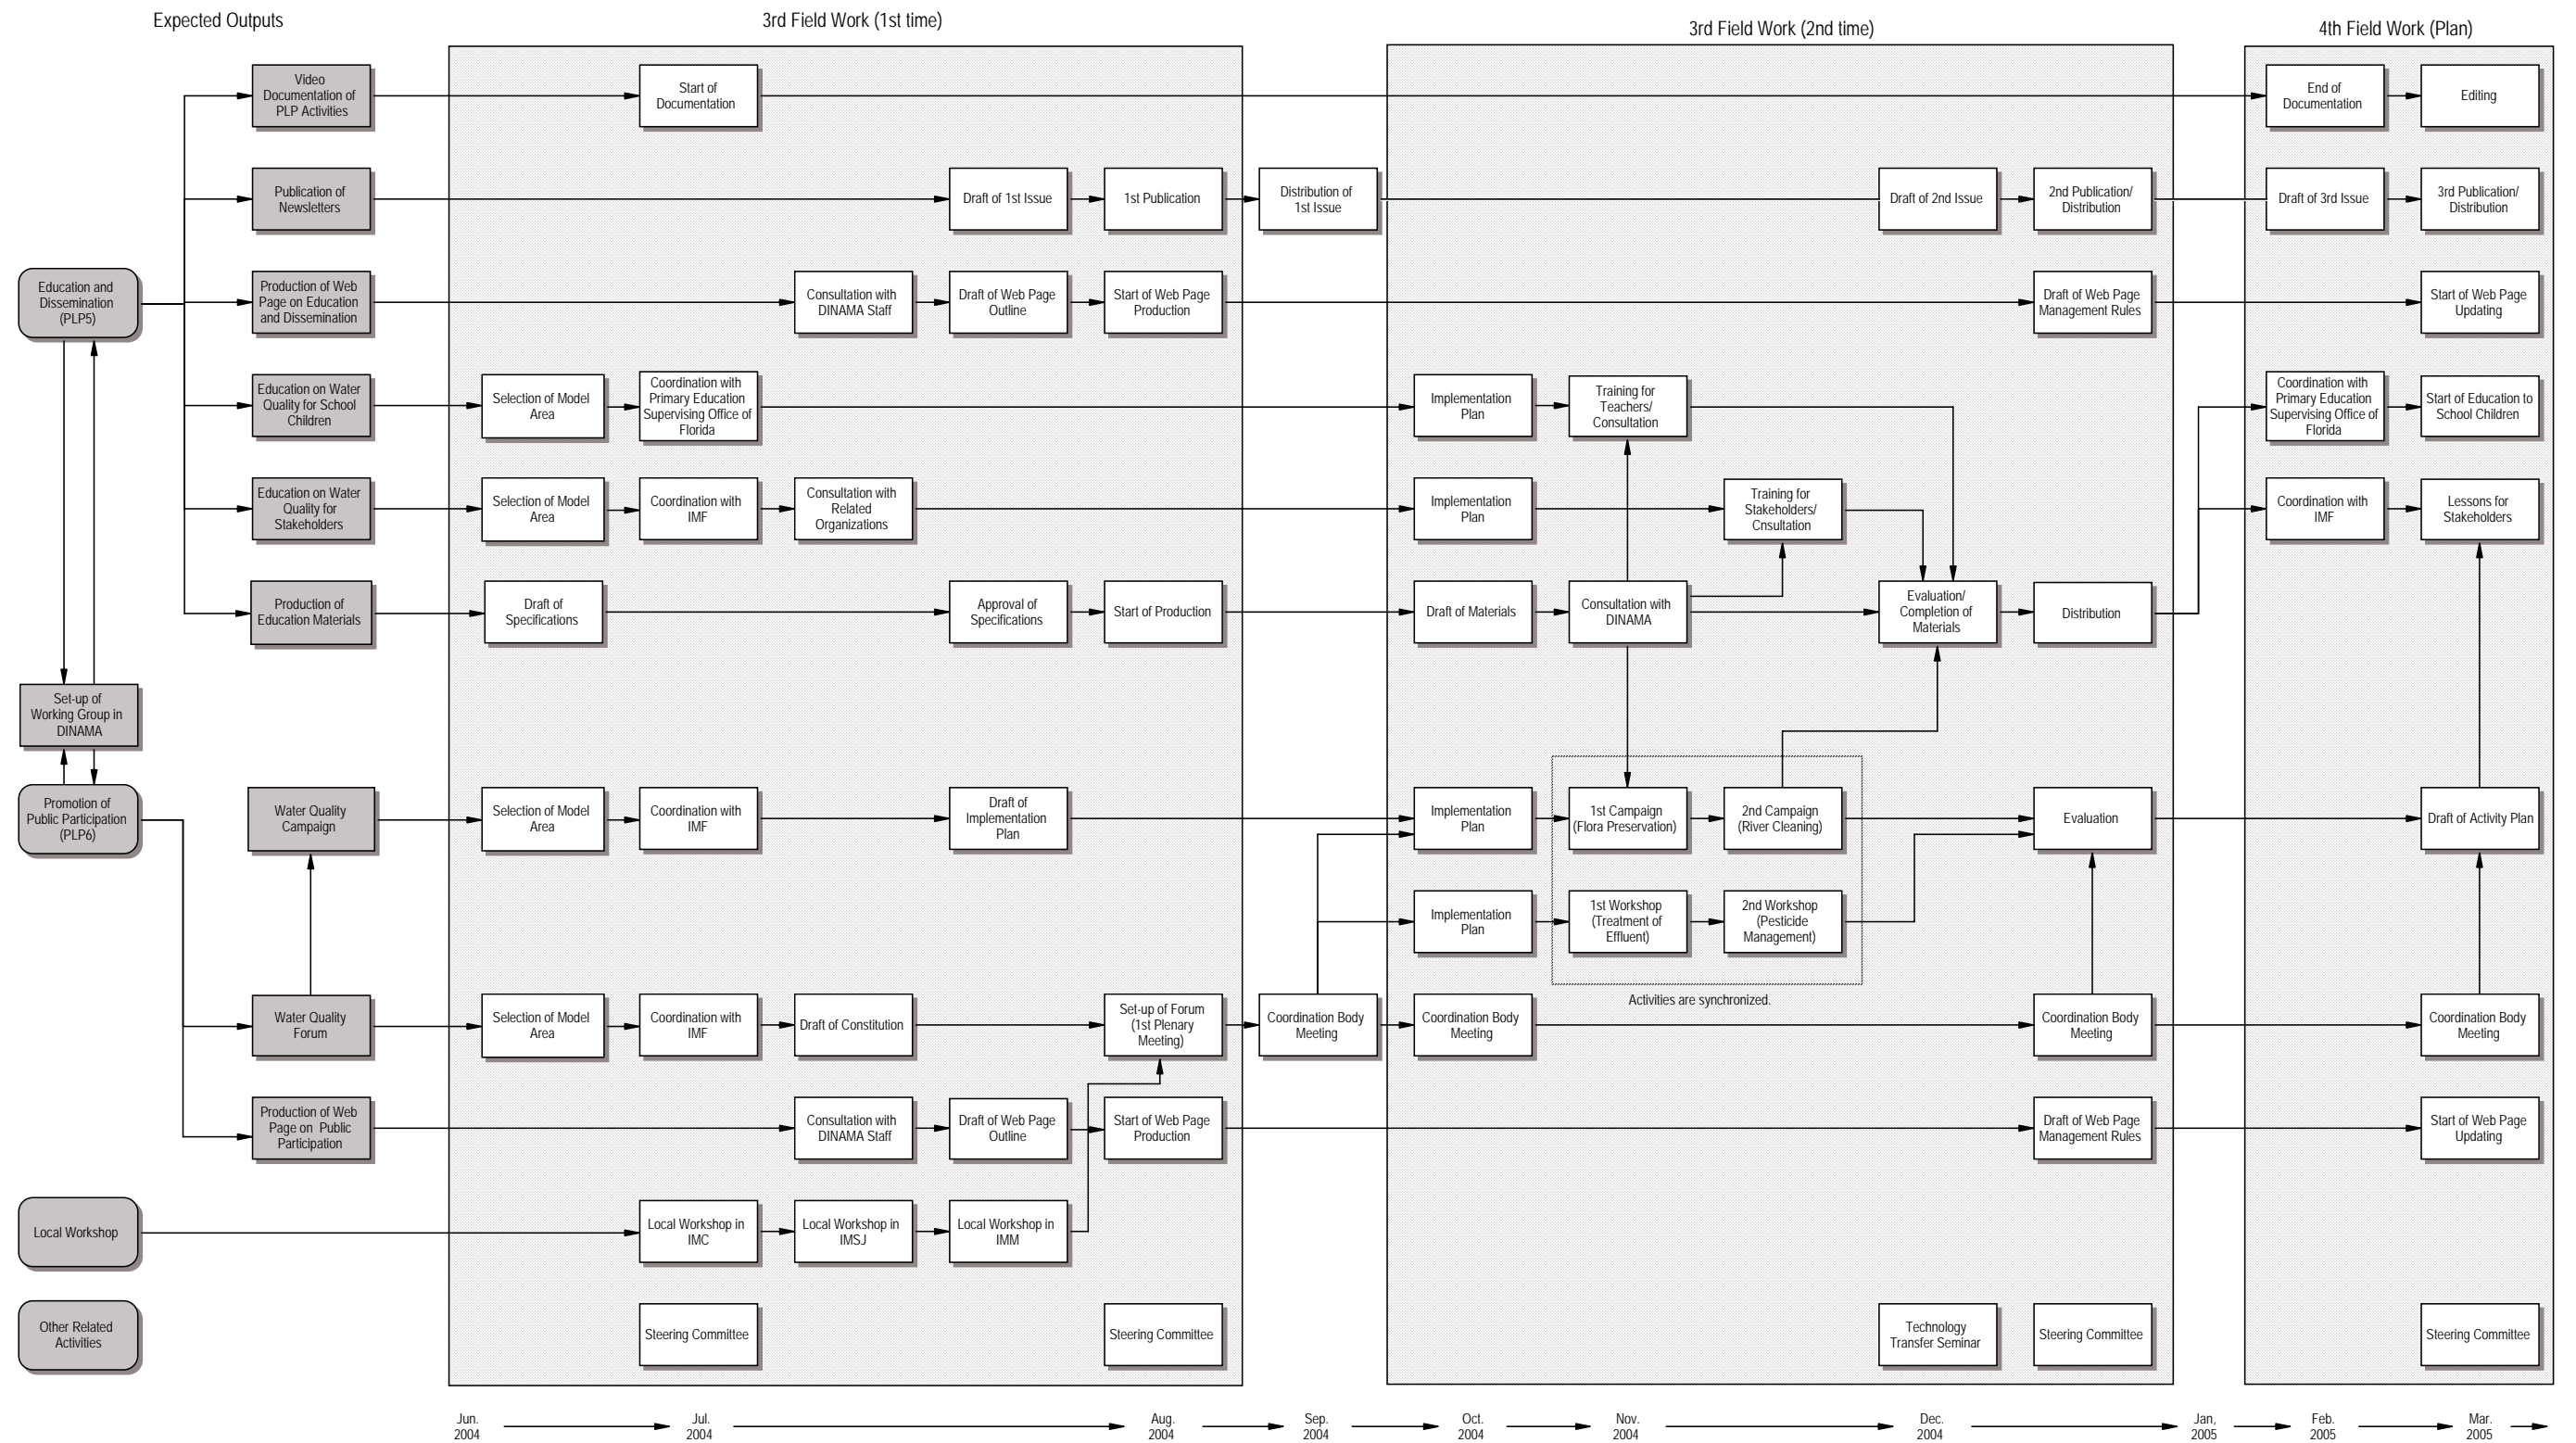 Expected Outputs
3rd Field Work (1st time)
3rd Field Work (2nd time)
4th Field Work (Plan)
Video
Documentation of
PLP Activities
Start of
Documentation
End of
Documentation
Editing
Publication of
Newsletters
Draft of 1st Issue
1st Publication
Distribution of
1st Issue
Draft of 2nd Issue
2nd Publication/
Distribution
Draft of 3rd Issue
3rd Publication/
Distribution
Education and
Dissemination
(PLP5)
Production of Web
Page on Education
and Dissemination
Consultation with
DINAMA Staff
Draft of Web Page
Outline
Start of Web Page
Production
Draft of Web Page
Management Rules
Start of Web Page
Updating
Education on Water
Quality for School
Children
Selection of Model
Area
Coordination with
Primary Education
Supervising Office of
Florida
Implementation
Plan
Training for
Teachers/
Consultation
Coordination with
Primary Education
Supervising Office of
Florida
Start of Education to
School Children
Education on Water
Quality for
Stakeholders
Selection of Model
Area
Coordination with
IMF
Consultation with
Related
Organizations
Implementation
Plan
Training for
Stakeholders/
Cnsultation
Coordination with
IMF
Lessons for
Stakeholders
Production of
Education Materials
Draft of
Specifications
Approval of
Specifications
Start of Production
Draft of Materials
Consultation with
DINAMA
Evaluation/
Completion of
Materials
Distribution
Set-up of
Working Group in
DINAMA
Promotion of
Public Participation
(PLP6)
Water Quality
Campaign
Selection of Model
Area
Coordination with
IMF
Draft of
Implementation
Plan
Implementation
Plan
1st Campaign
(Flora Preservation)
2nd Campaign
(River Cleaning)
Evaluation
Draft of Activity Plan
Implementation
Plan
1st Workshop
(Treatment of
Effluent)
2nd Workshop
(Pesticide
Management)
Activities are synchronized.
Water Quality
Forum
Selection of Model
Area
Coordination with
IMF
Draft of Constitution
Set-up of Forum
(1st Plenary
Meeting)
Coordination Body
Meeting
Coordination Body
Meeting
Coordination Body
Meeting
Coordination Body
Meeting
Production of Web
Page on Public
Participation
Consultation with
DINAMA Staff
Draft of Web Page
Outline
Start of Web Page
Production
Draft of Web Page
Management Rules
Start of Web Page
Updating
Local Workshop
Local Workshop in
IMC
Local Workshop in
IMSJ
Local Workshop in
IMM
Other Related
Activities
Steering Committee
Steering Committee
Technology
Transfer Seminar
Steering Committee
Steering Committee
Jun.
2004
Jul.
2004
Aug.
2004
Sep.
2004
Oct.
2004
Nov.
2004
Dec.
2004
Jan,
2005
Feb.
2005
Mar.
2005